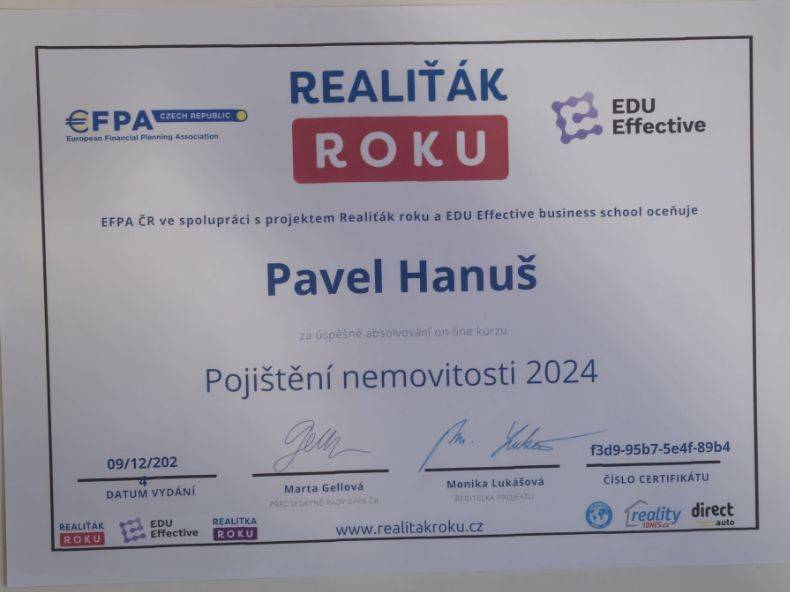 €FPA CZECH REPUBLIC
European Financial Planning Association
REALIŤÁK
ROKU
EDU
Effective
EFPA ČR ve spolupráci s projektem Realiťák roku a EDU Effective business school oceňuje
Pavel Hanuš
za úspěšné absolvování on-line kurzu
Pojištění nemovitosti 2024
09/12/202
4
DATUM VYDÁNÍ
Marta Gellová
PŘEDSEDKYNĚ RADY EFPA ČR
Monika Lukášová
ŘEDITELKA PROJEKTU
f3d9-95b7-5e4f-89b4
ČÍSLO CERTIFIKÁTU
REALIŤÁK
ROKU
EDU
Effective
REALITKA
ROKU
www.realitakroku.cz
reality
iDNES.cz
direct
auto